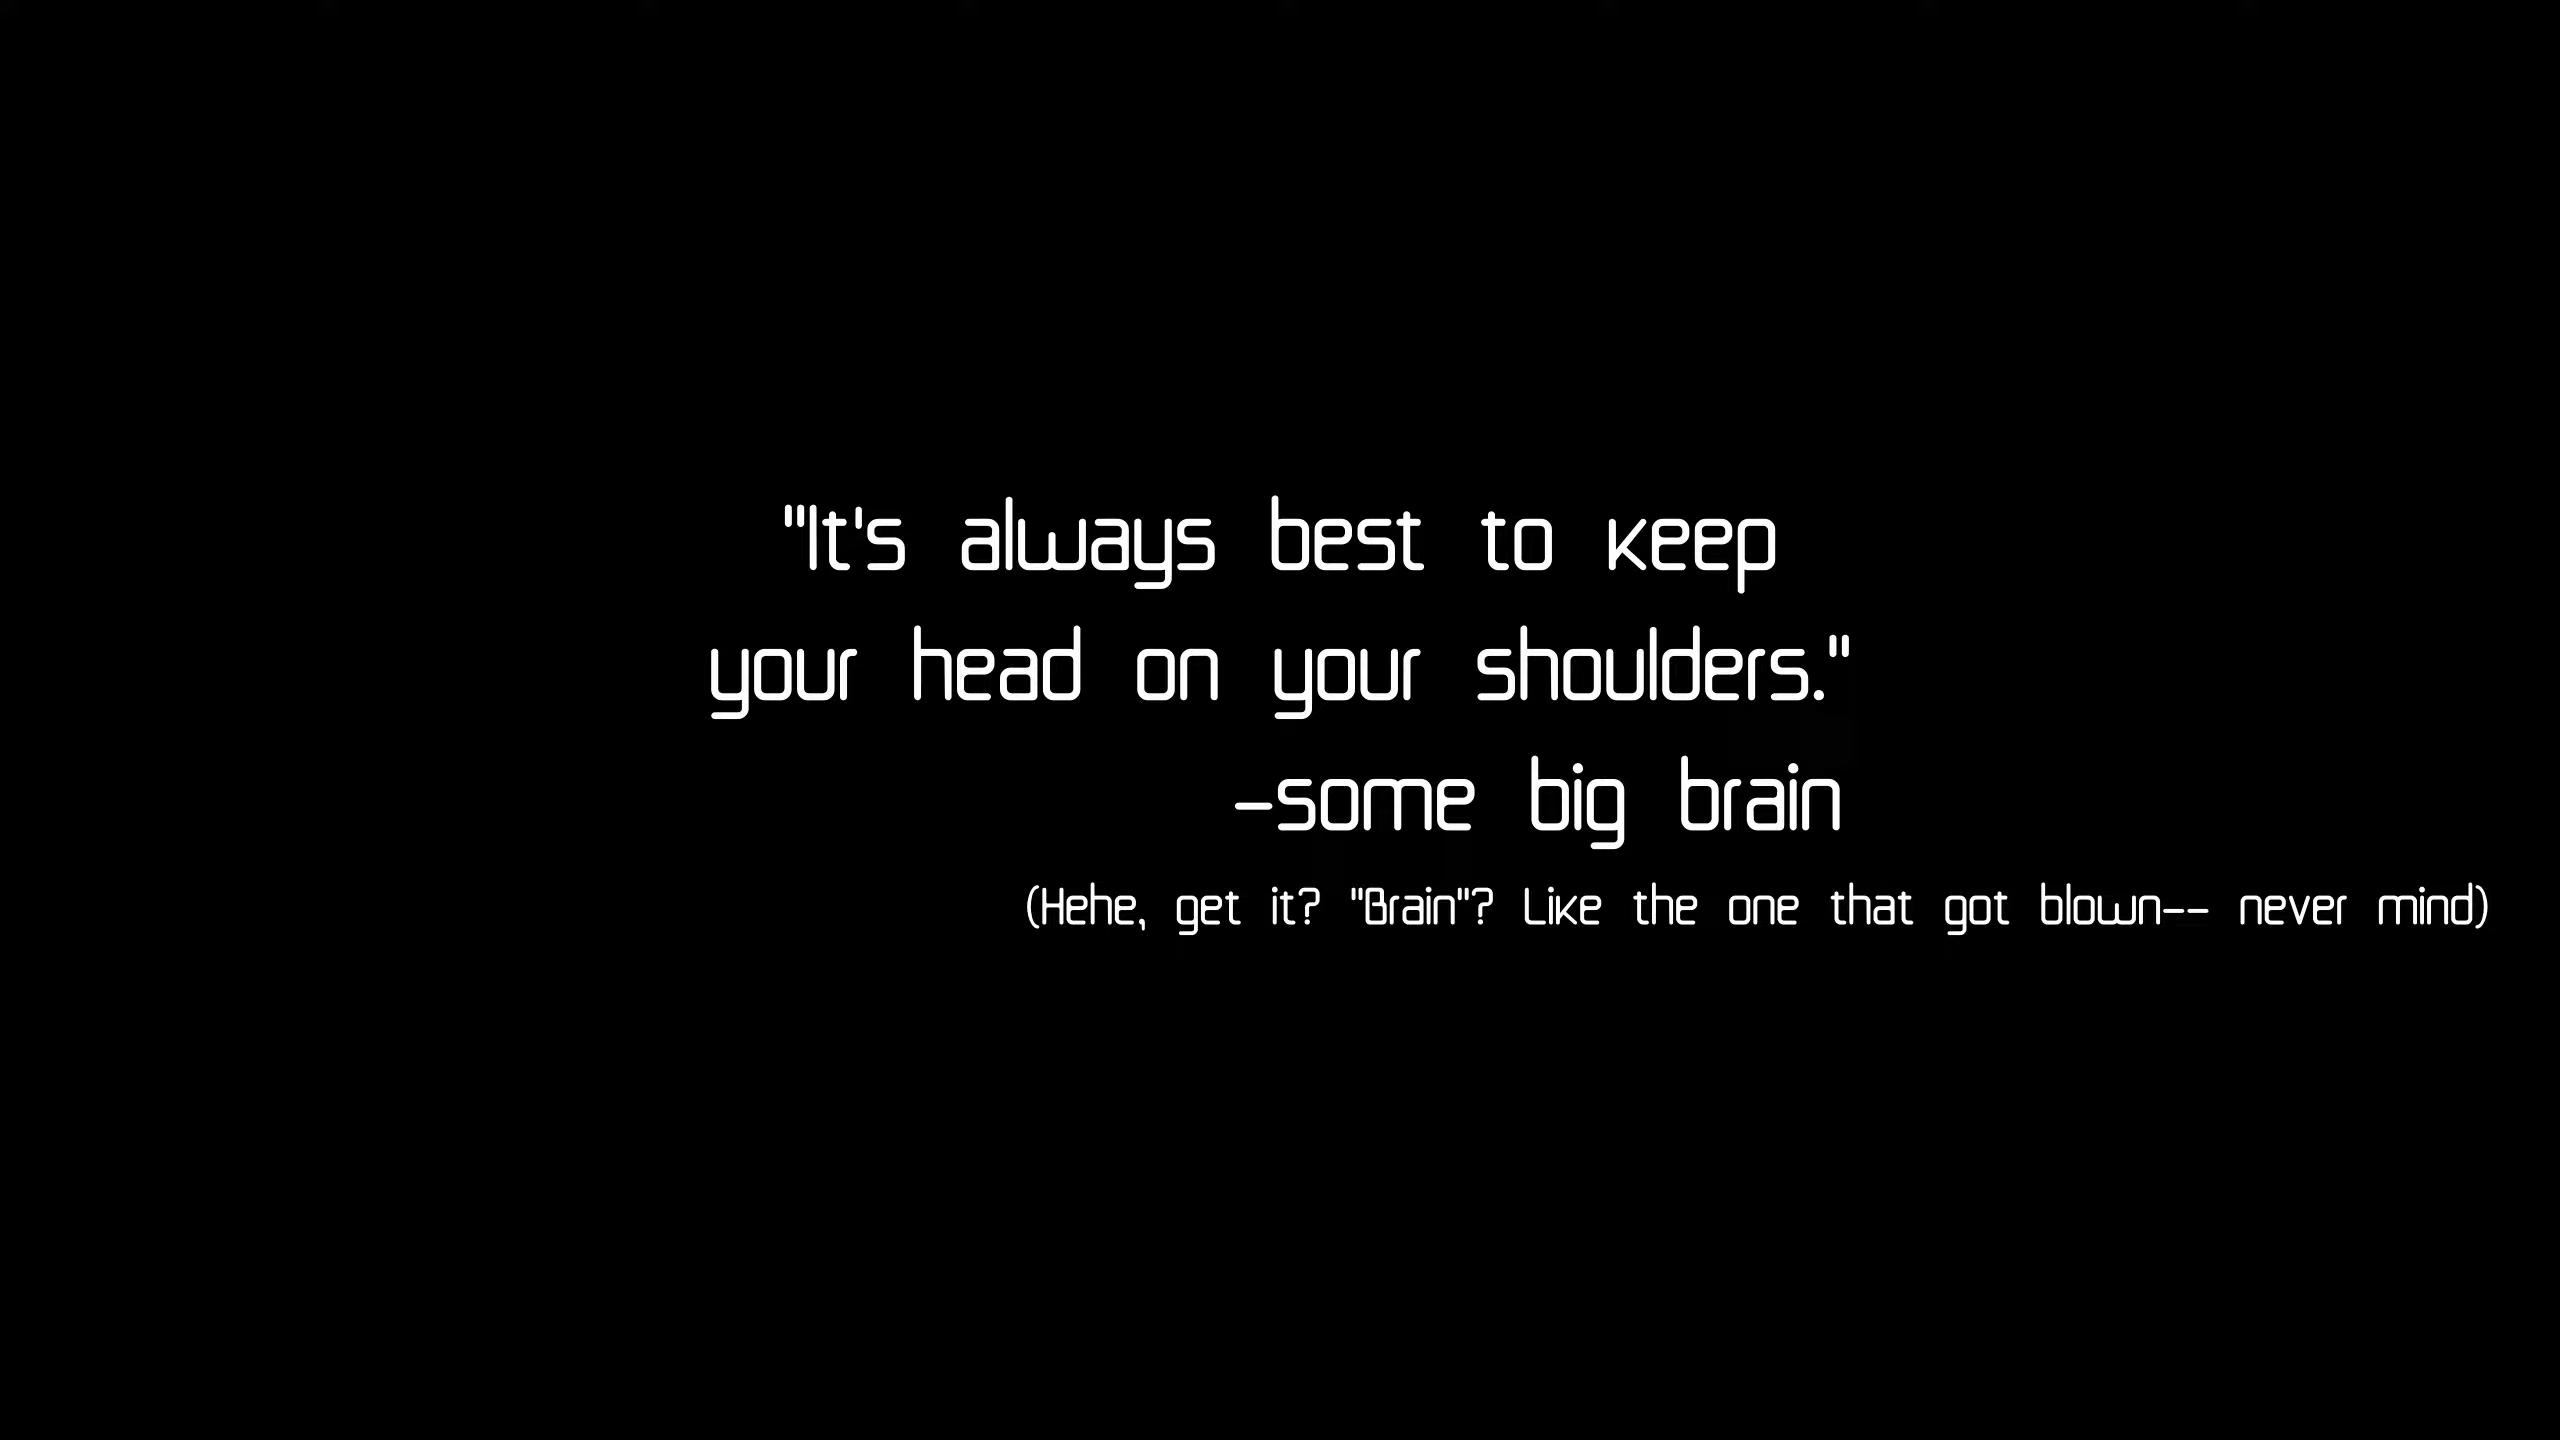 "It's always best to keep
your head on your shoulders."
-some big brain
(Hehe, get it? "Brain"? Like the one that got blown-- never mind)